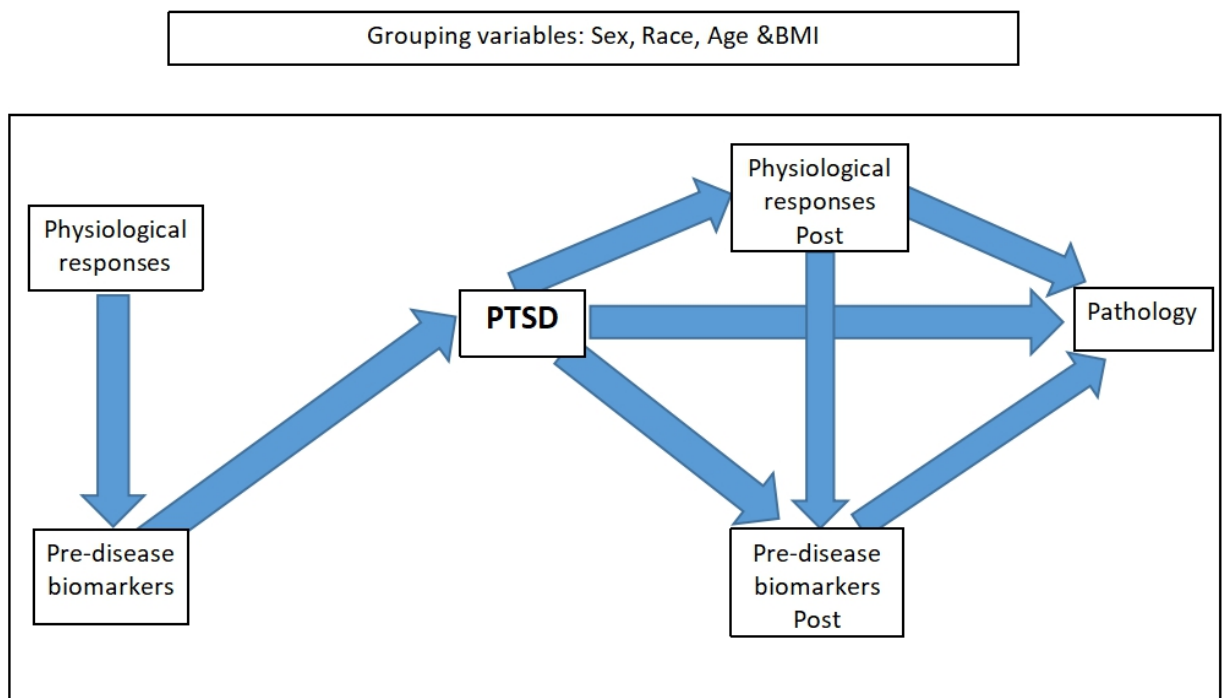 Grouping variables: Sex, Race, Age &BMI
Physiological
responses
Post
Physiological
responses
PTSD
Pathology
Pre-disease
biomarkers
Pre-disease
biomarkers
Post